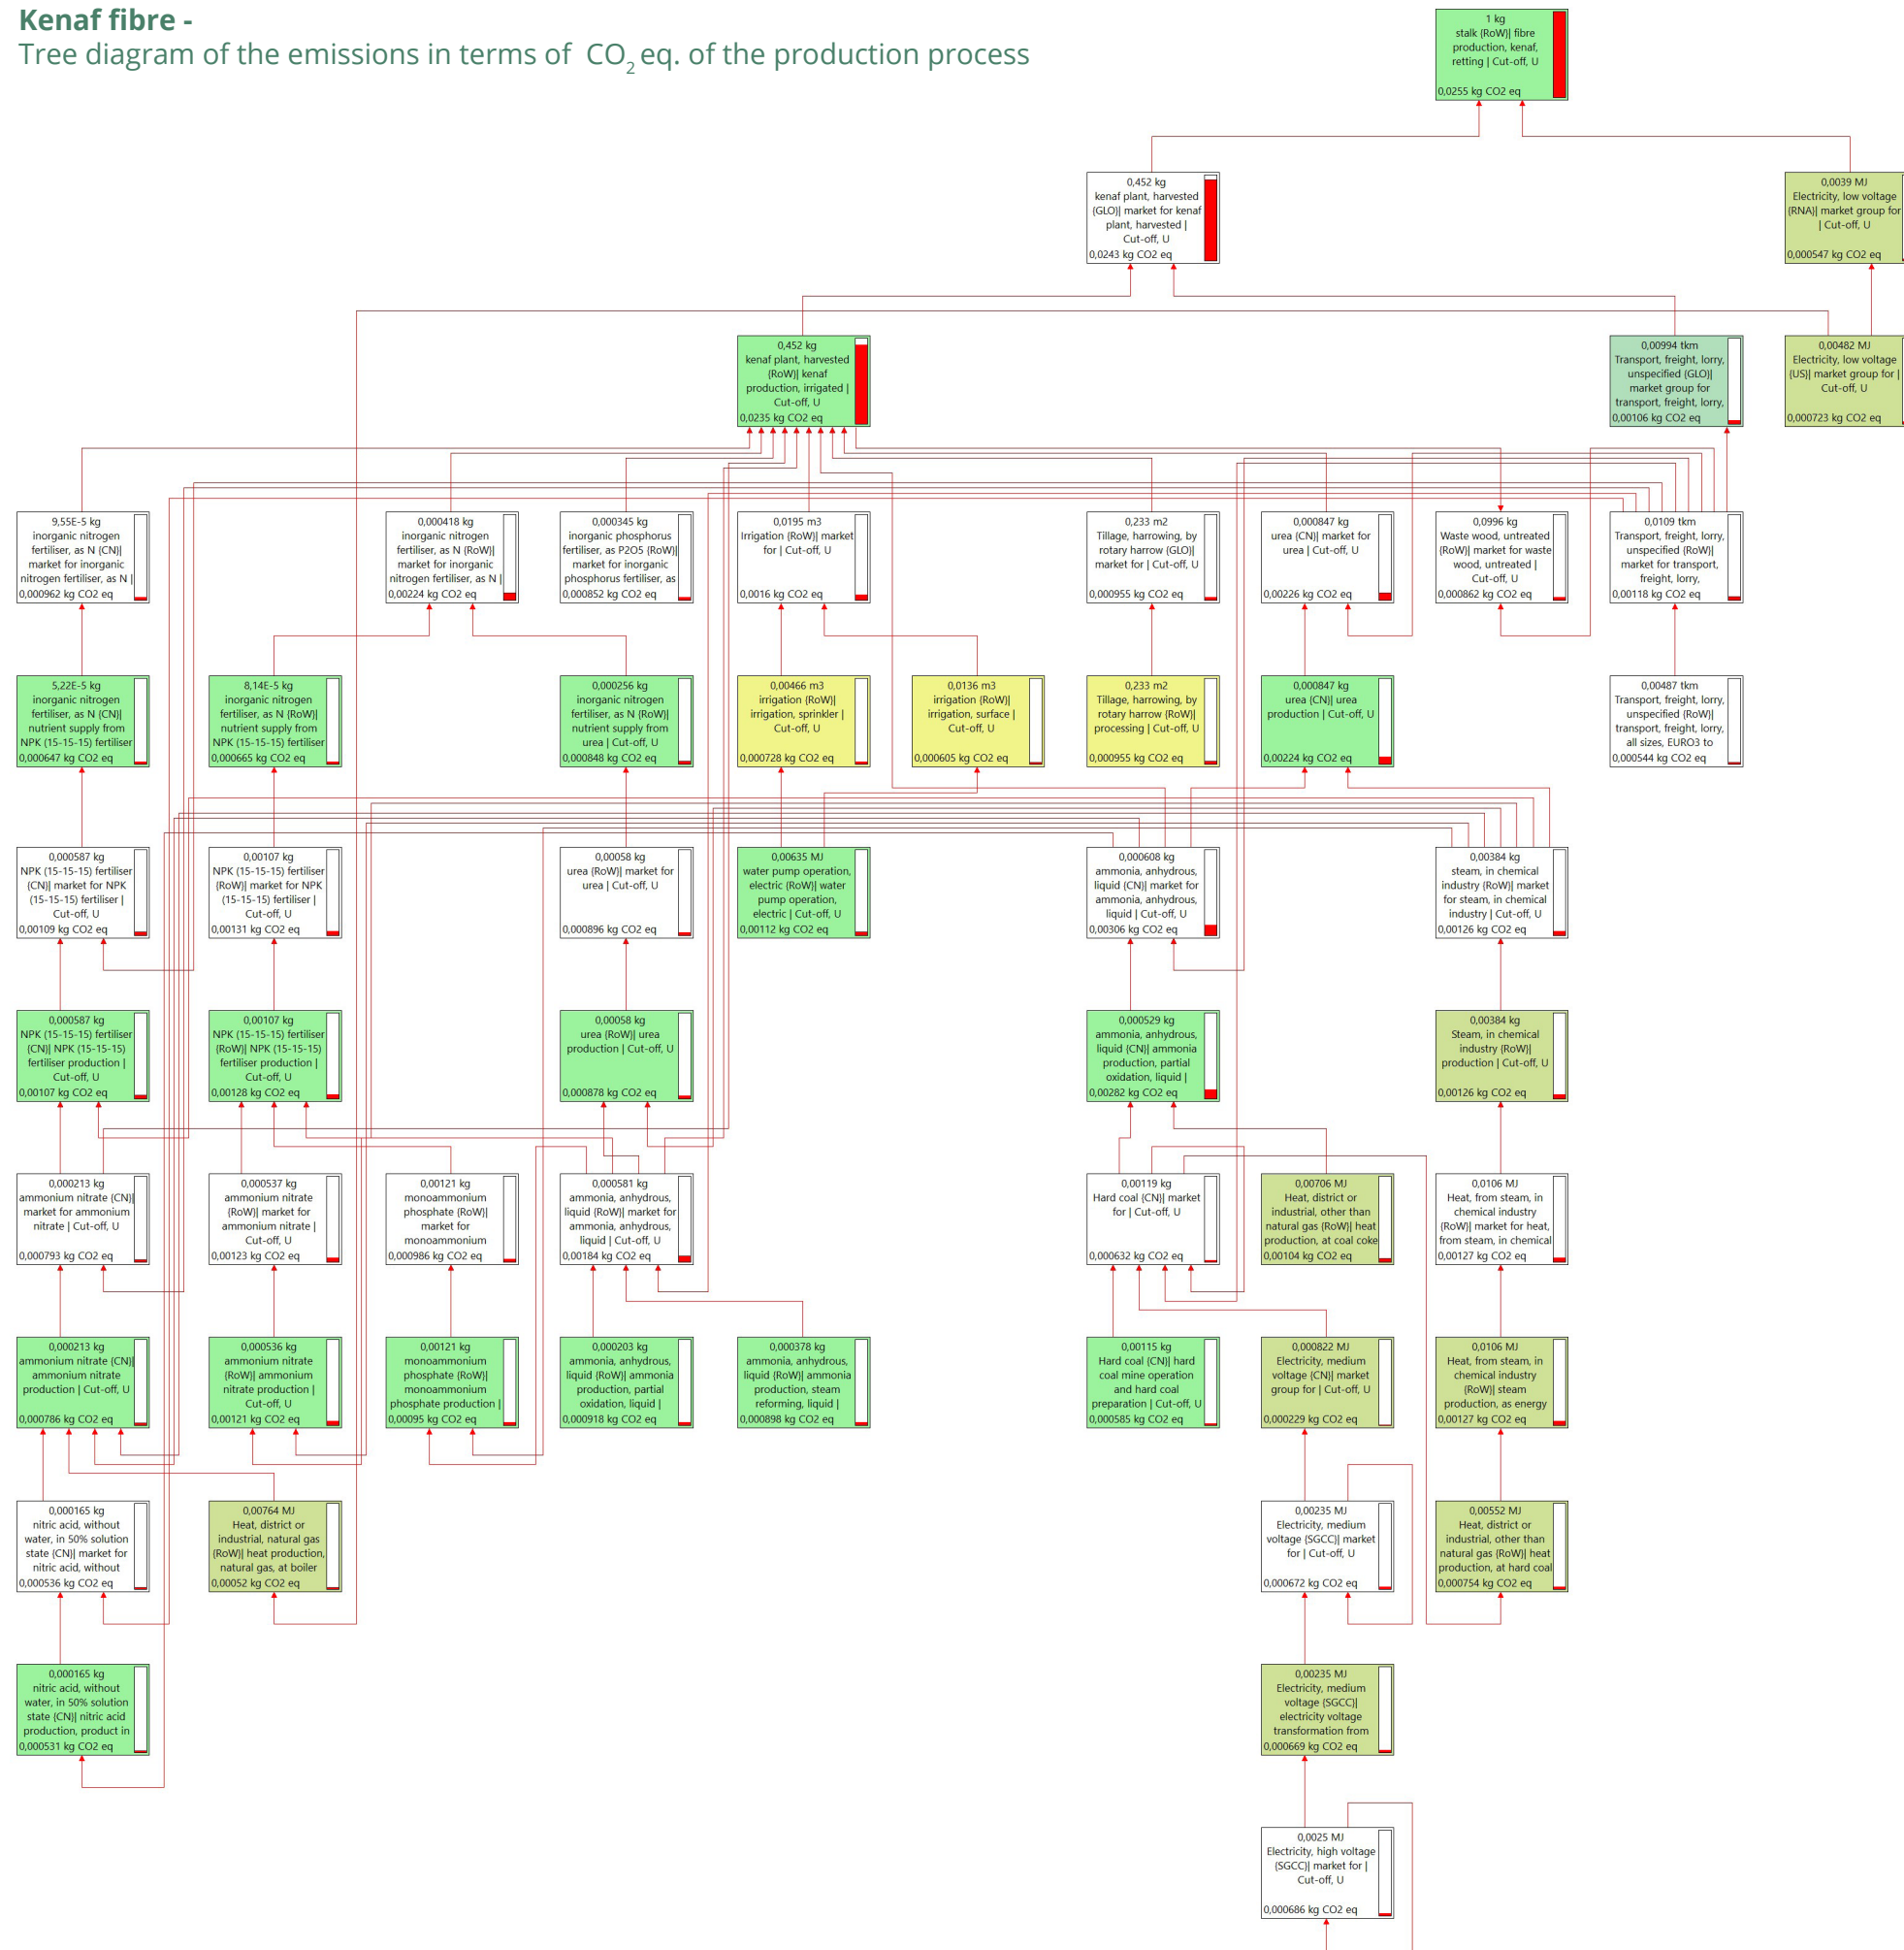 Kenaf fibre -
Tree diagram of the emissions in terms of CO2 eq. of the production process
1 kg
stalk {RoW}| fibre
production, kenaf,
retting | Cut-off, U
0,0255 kg CO2 eq
0,452 kg
kenaf plant, harvested
{GLO}| market for kenaf
plant, harvested |
Cut-off, U
0,0243 kg CO2 eq
0,0039 MJ
Electricity, low voltage
{RNA}| market group for
| Cut-off, U
0,000547 kg CO2 eq
0,452 kg
kenaf plant, harvested
{RoW}| kenaf
production, irrigated |
Cut-off, U
0,0235 kg CO2 eq
0,00994 tkm
Transport, freight, lorry,
unspecified {GLO}|
market group for
transport, freight, lorry,
0,00106 kg CO2 eq
0,00482 MJ
Electricity, low voltage
{US}| market group for |
Cut-off, U
0,000723 kg CO2 eq
9,55E-5 kg
inorganic nitrogen
fertiliser, as N {CN}|
market for inorganic
nitrogen fertiliser, as N |
0,000962 kg CO2 eq
0,000418 kg
inorganic nitrogen
fertiliser, as N {RoW}|
market for inorganic
nitrogen fertiliser, as N |
0,00224 kg CO2 eq
0,000345 kg
inorganic phosphorus
fertiliser, as P2O5 {RoW}|
market for inorganic
phosphorus fertiliser, as
0,000852 kg CO2 eq
0,0195 m3
Irrigation {RoW}| market
for | Cut-off, U
0,0016 kg CO2 eq
0,233 m2
Tillage, harrowing, by
rotary harrow {GLO}|
market for | Cut-off, U
0,000955 kg CO2 eq
0,000847 kg
urea {CN}| market for
urea | Cut-off, U
0,00226 kg CO2 eq
0,0996 kg
Waste wood, untreated
{RoW}| market for waste
wood, untreated |
Cut-off, U
0,000862 kg CO2 eq
0,0109 tkm
Transport, freight, lorry,
unspecified {RoW}|
market for transport,
freight, lorry,
0,00118 kg CO2 eq
5,22E-5 kg
inorganic nitrogen
fertiliser, as N {CN}|
nutrient supply from
NPK (15-15-15) fertiliser
0,000647 kg CO2 eq
8,14E-5 kg
inorganic nitrogen
fertiliser, as N {RoW}|
nutrient supply from
NPK (15-15-15) fertiliser
0,000665 kg CO2 eq
0,000256 kg
inorganic nitrogen
fertiliser, as N {RoW}|
nutrient supply from
urea | Cut-off, U
0,000848 kg CO2 eq
0,00466 m3
irrigation {RoW}|
irrigation, sprinkler |
Cut-off, U
0,000728 kg CO2 eq
0,0136 m3
irrigation {RoW}|
irrigation, surface |
Cut-off, U
0,000605 kg CO2 eq
0,233 m2
Tillage, harrowing, by
rotary harrow {RoW}|
processing | Cut-off, U
0,000955 kg CO2 eq
0,000847 kg
urea {CN}| urea
production | Cut-off, U
0,00224 kg CO2 eq
0,00487 tkm
Transport, freight, lorry,
unspecified {RoW}|
transport, freight, lorry,
all sizes, EURO3 to
0,000544 kg CO2 eq
0,000587 kg
NPK (15-15-15) fertiliser
{CN}| market for NPK
(15-15-15) fertiliser |
Cut-off, U
0,00109 kg CO2 eq
0,00107 kg
NPK (15-15-15) fertiliser
{RoW}| market for NPK
(15-15-15) fertiliser |
Cut-off, U
0,00131 kg CO2 eq
0,00058 kg
urea {RoW}| market for
urea | Cut-off, U
0,000896 kg CO2 eq
0,00635 MJ
water pump operation,
electric {RoW}| water
pump operation,
electric | Cut-off, U
0,00112 kg CO2 eq
0,000608 kg
ammonia, anhydrous,
liquid {CN}| market for
ammonia, anhydrous,
liquid | Cut-off, U
0,00306 kg CO2 eq
0,00384 kg
steam, in chemical
industry {RoW}| market
for steam, in chemical
industry | Cut-off, U
0,00126 kg CO2 eq
0,000587 kg
NPK (15-15-15) fertiliser
{CN}| NPK (15-15-15)
fertiliser production |
Cut-off, U
0,00107 kg CO2 eq
0,00107 kg
NPK (15-15-15) fertiliser
{RoW}| NPK (15-15-15)
fertiliser production |
Cut-off, U
0,00128 kg CO2 eq
0,00058 kg
urea {RoW}| urea
production | Cut-off, U
0,000878 kg CO2 eq
0,000529 kg
ammonia, anhydrous,
liquid {CN}| ammonia
production, partial
oxidation, liquid |
0,00282 kg CO2 eq
0,00384 kg
Steam, in chemical
industry {RoW}|
production | Cut-off, U
0,00126 kg CO2 eq
0,000213 kg
ammonium nitrate {CN}|
market for ammonium
nitrate | Cut-off, U
0,000793 kg CO2 eq
0,000537 kg
ammonium nitrate
{RoW}| market for
ammonium nitrate |
Cut-off, U
0,00123 kg CO2 eq
0,00121 kg
monoammonium
phosphate {RoW}|
market for
monoammonium
0,000986 kg CO2 eq
0,000581 kg
ammonia, anhydrous,
liquid {RoW}| market for
ammonia, anhydrous,
liquid | Cut-off, U
0,00184 kg CO2 eq
0,00119 kg
Hard coal {CN}| market
for | Cut-off, U
0,000632 kg CO2 eq
0,00706 MJ
Heat, district or
industrial, other than
natural gas {RoW}| heat
production, at coal coke
0,00104 kg CO2 eq
0,0106 MJ
Heat, from steam, in
chemical industry
{RoW}| market for heat,
from steam, in chemical
0,00127 kg CO2 eq
0,000213 kg
ammonium nitrate {CN}|
ammonium nitrate
production | Cut-off, U
0,000786 kg CO2 eq
0,000536 kg
ammonium nitrate
{RoW}| ammonium
nitrate production |
Cut-off, U
0,00121 kg CO2 eq
0,00121 kg
monoammonium
phosphate {RoW}|
monoammonium
phosphate production |
0,00095 kg CO2 eq
0,000203 kg
ammonia, anhydrous,
liquid {RoW}| ammonia
production, partial
oxidation, liquid |
0,000918 kg CO2 eq
0,000378 kg
ammonia, anhydrous,
liquid {RoW}| ammonia
production, steam
reforming, liquid |
0,000898 kg CO2 eq
0,00115 kg
Hard coal {CN}| hard
coal mine operation
and hard coal
preparation | Cut-off, U
0,000585 kg CO2 eq
0,000822 MJ
Electricity, medium
voltage {CN}| market
group for | Cut-off, U
0,000229 kg CO2 eq
0,0106 MJ
Heat, from steam, in
chemical industry
{RoW}| steam
production, as energy
0,00127 kg CO2 eq
0,000165 kg
nitric acid, without
water, in 50% solution
state {CN}| market for
nitric acid, without
0,000536 kg CO2 eq
0,00764 MJ
Heat, district or
industrial, natural gas
{RoW}| heat production,
natural gas, at boiler
0,00052 kg CO2 eq
0,00235 MJ
Electricity, medium
voltage {SGCC}| market
for | Cut-off, U
0,000672 kg CO2 eq
0,00552 MJ
Heat, district or
industrial, other than
natural gas {RoW}| heat
production, at hard coal
0,000754 kg CO2 eq
0,000165 kg
nitric acid, without
water, in 50% solution
state {CN}| nitric acid
production, product in
0,000531 kg CO2 eq
0,00235 MJ
Electricity, medium
voltage {SGCC}|
electricity voltage
transformation from
0,000669 kg CO2 eq
0,0025 MJ
Electricity, high voltage
{SGCC}| market for |
Cut-off, U
0,000686 kg CO2 eq